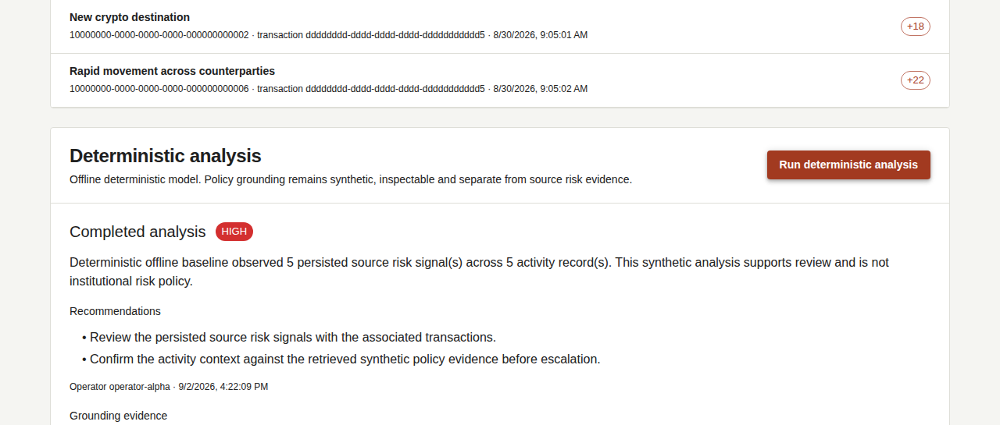 New crypto destination
10000000-0000-0000-0000-000000000002 · transaction dddddddd-dddd-dddd-dddd-ddddddddddd5 · 8/30/2026, 9:05:01 AM
+18
Rapid movement across counterparties
10000000-0000-0000-0000-000000000006 · transaction dddddddd-dddd-dddd-dddd-ddddddddddd5 · 8/30/2026, 9:05:02 AM
+22
Deterministic analysis
Offline deterministic model. Policy grounding remains synthetic, inspectable and separate from source risk evidence.
Run deterministic analysis
Completed analysis HIGH
Deterministic offline baseline observed 5 persisted source risk signal(s) across 5 activity record(s). This synthetic analysis supports review and is not
institutional risk policy.
Recommendations
• Review the persisted source risk signals with the associated transactions.
• Confirm the activity context against the retrieved synthetic policy evidence before escalation.
Operator operator-alpha · 9/2/2026, 4:22:09 PM
Grounding evidence